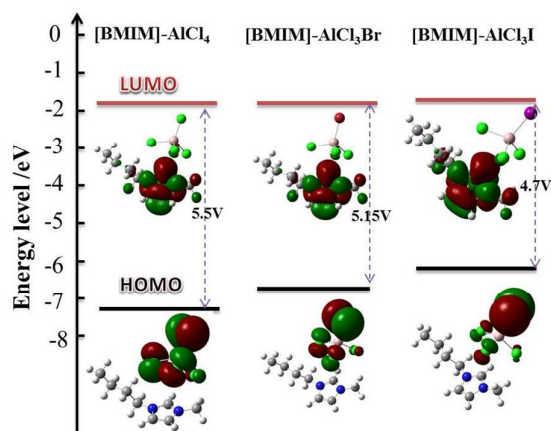 [BMIM]-AlCl₄
[BMIM]-AlCl₃Br
[BMIM]-AlCl₃I
Energy level /eV
0
-1
-2
-3
-4
-5
-6
-7
-8
LUMO
5.5V
5.15V
4.7V
HOMO